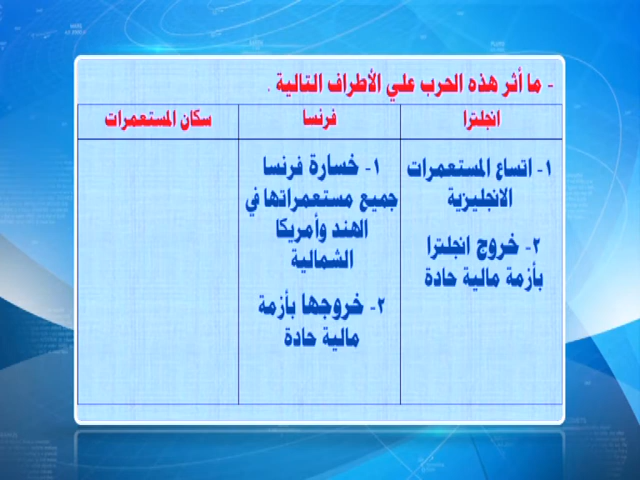 - ما أثر هذه الحرب علي الأطراف التالية .
انجلترا
فرنسا
سكان المستعمرات
١- اتساع المستعمرات
الانجليزية
٢- خروج انجلترا
بأزمة مالية حادة
١- خسارة فرنسا
جميع مستعمراتها في
الهند وأمريكا
الشمالية
٢- خروجها بأزمة
مالية حادة